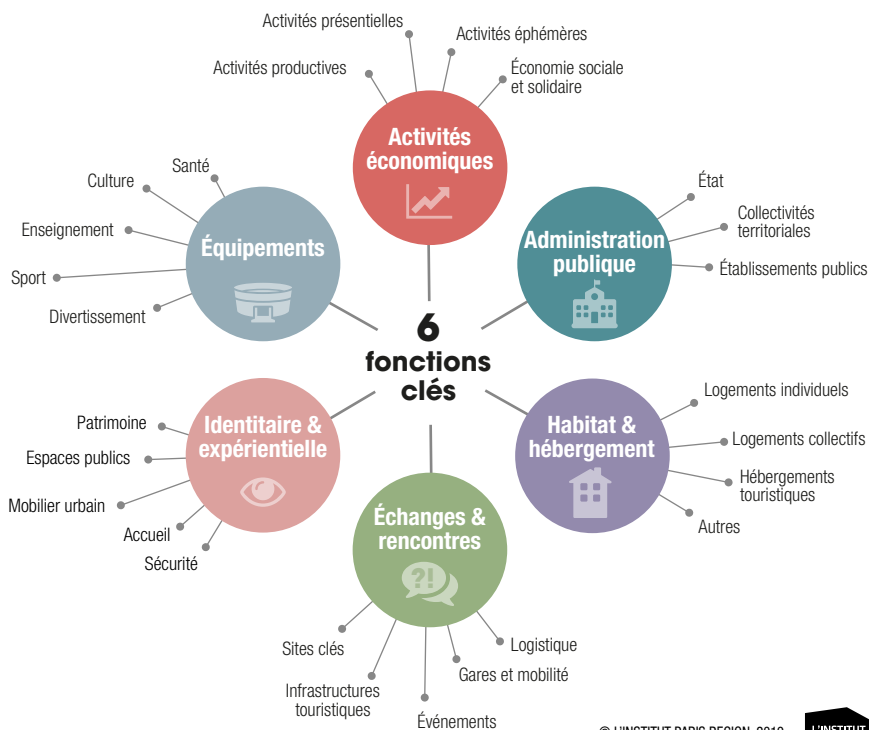 Activités présentielles
Activités éphémères
Activités productives
Économie sociale
et solidaire
Activités
économiques
Santé
Culture
Enseignement
Sport
Divertissement
Équipements
État
Collectivités
territoriales
Établissements publics
Administration
publique
6
fonctions
clés
Patrimoine
Espaces publics
Mobilier urbain
Accueil
Sécurité
Identitaire &
expérientielle
Logements individuels
Logements collectifs
Hébergements
touristiques
Autres
Habitat &
hébergement
Échanges &
rencontres
?!
Sites clés
Infrastructures
touristiques
Événements
Gares et mobilité
Logistique